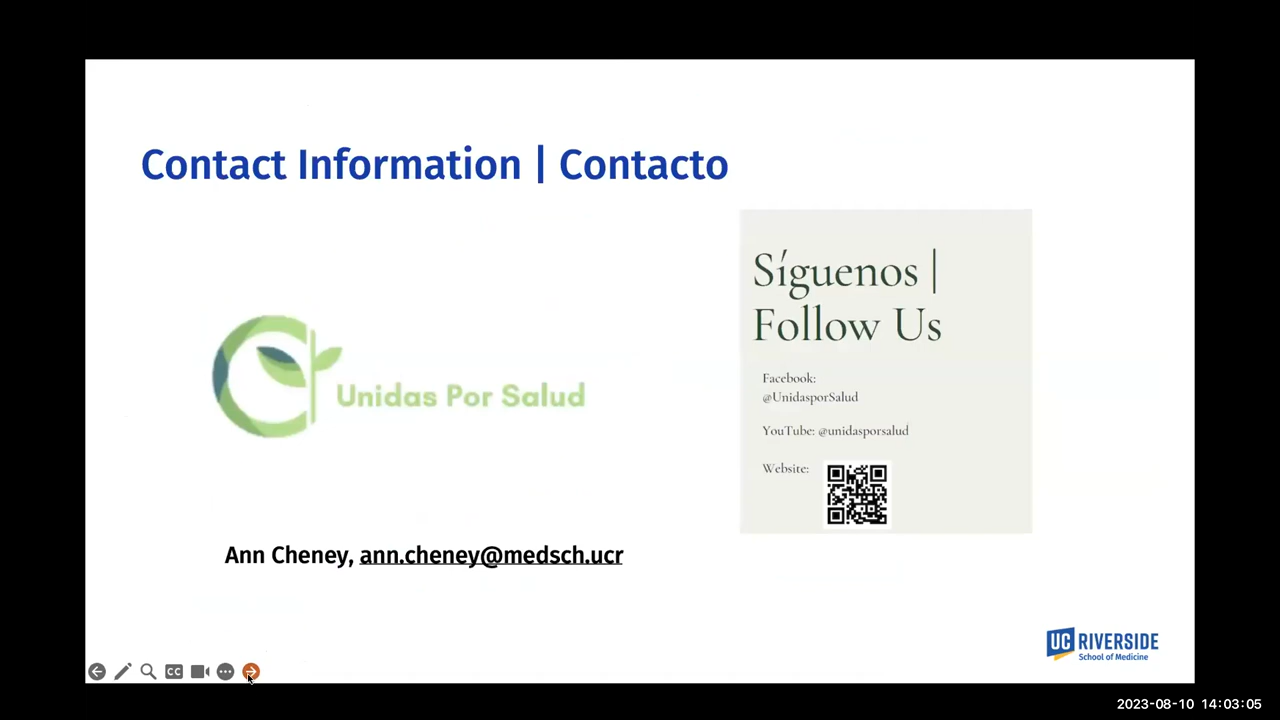 Contact Information | Contacto
Síguenos |
Follow Us
Facebook:
@UnidasporSalud
YouTube: @unidasporsalud
Website:
Unidas Por Salud
Ann Cheney, ann.cheney@medsch.ucr
UC RIVERSIDE
School of Medicine
CC
2023-08-10 14:03:05